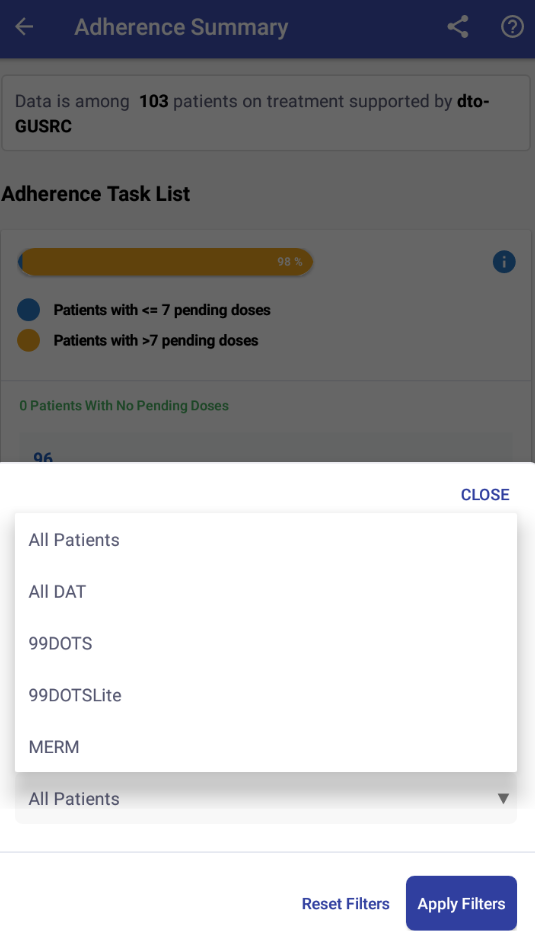 Adherence Summary
Data is among 103 patients on treatment supported by dto-
GUSRC
Adherence Task List
98 %
Patients with <= 7 pending doses
Patients with >7 pending doses
0 Patients With No Pending Doses
96
CLOSE
All Patients
All DAT
99DOTS
99DOTSLite
MERM
All Patients
Reset Filters
Apply Filters